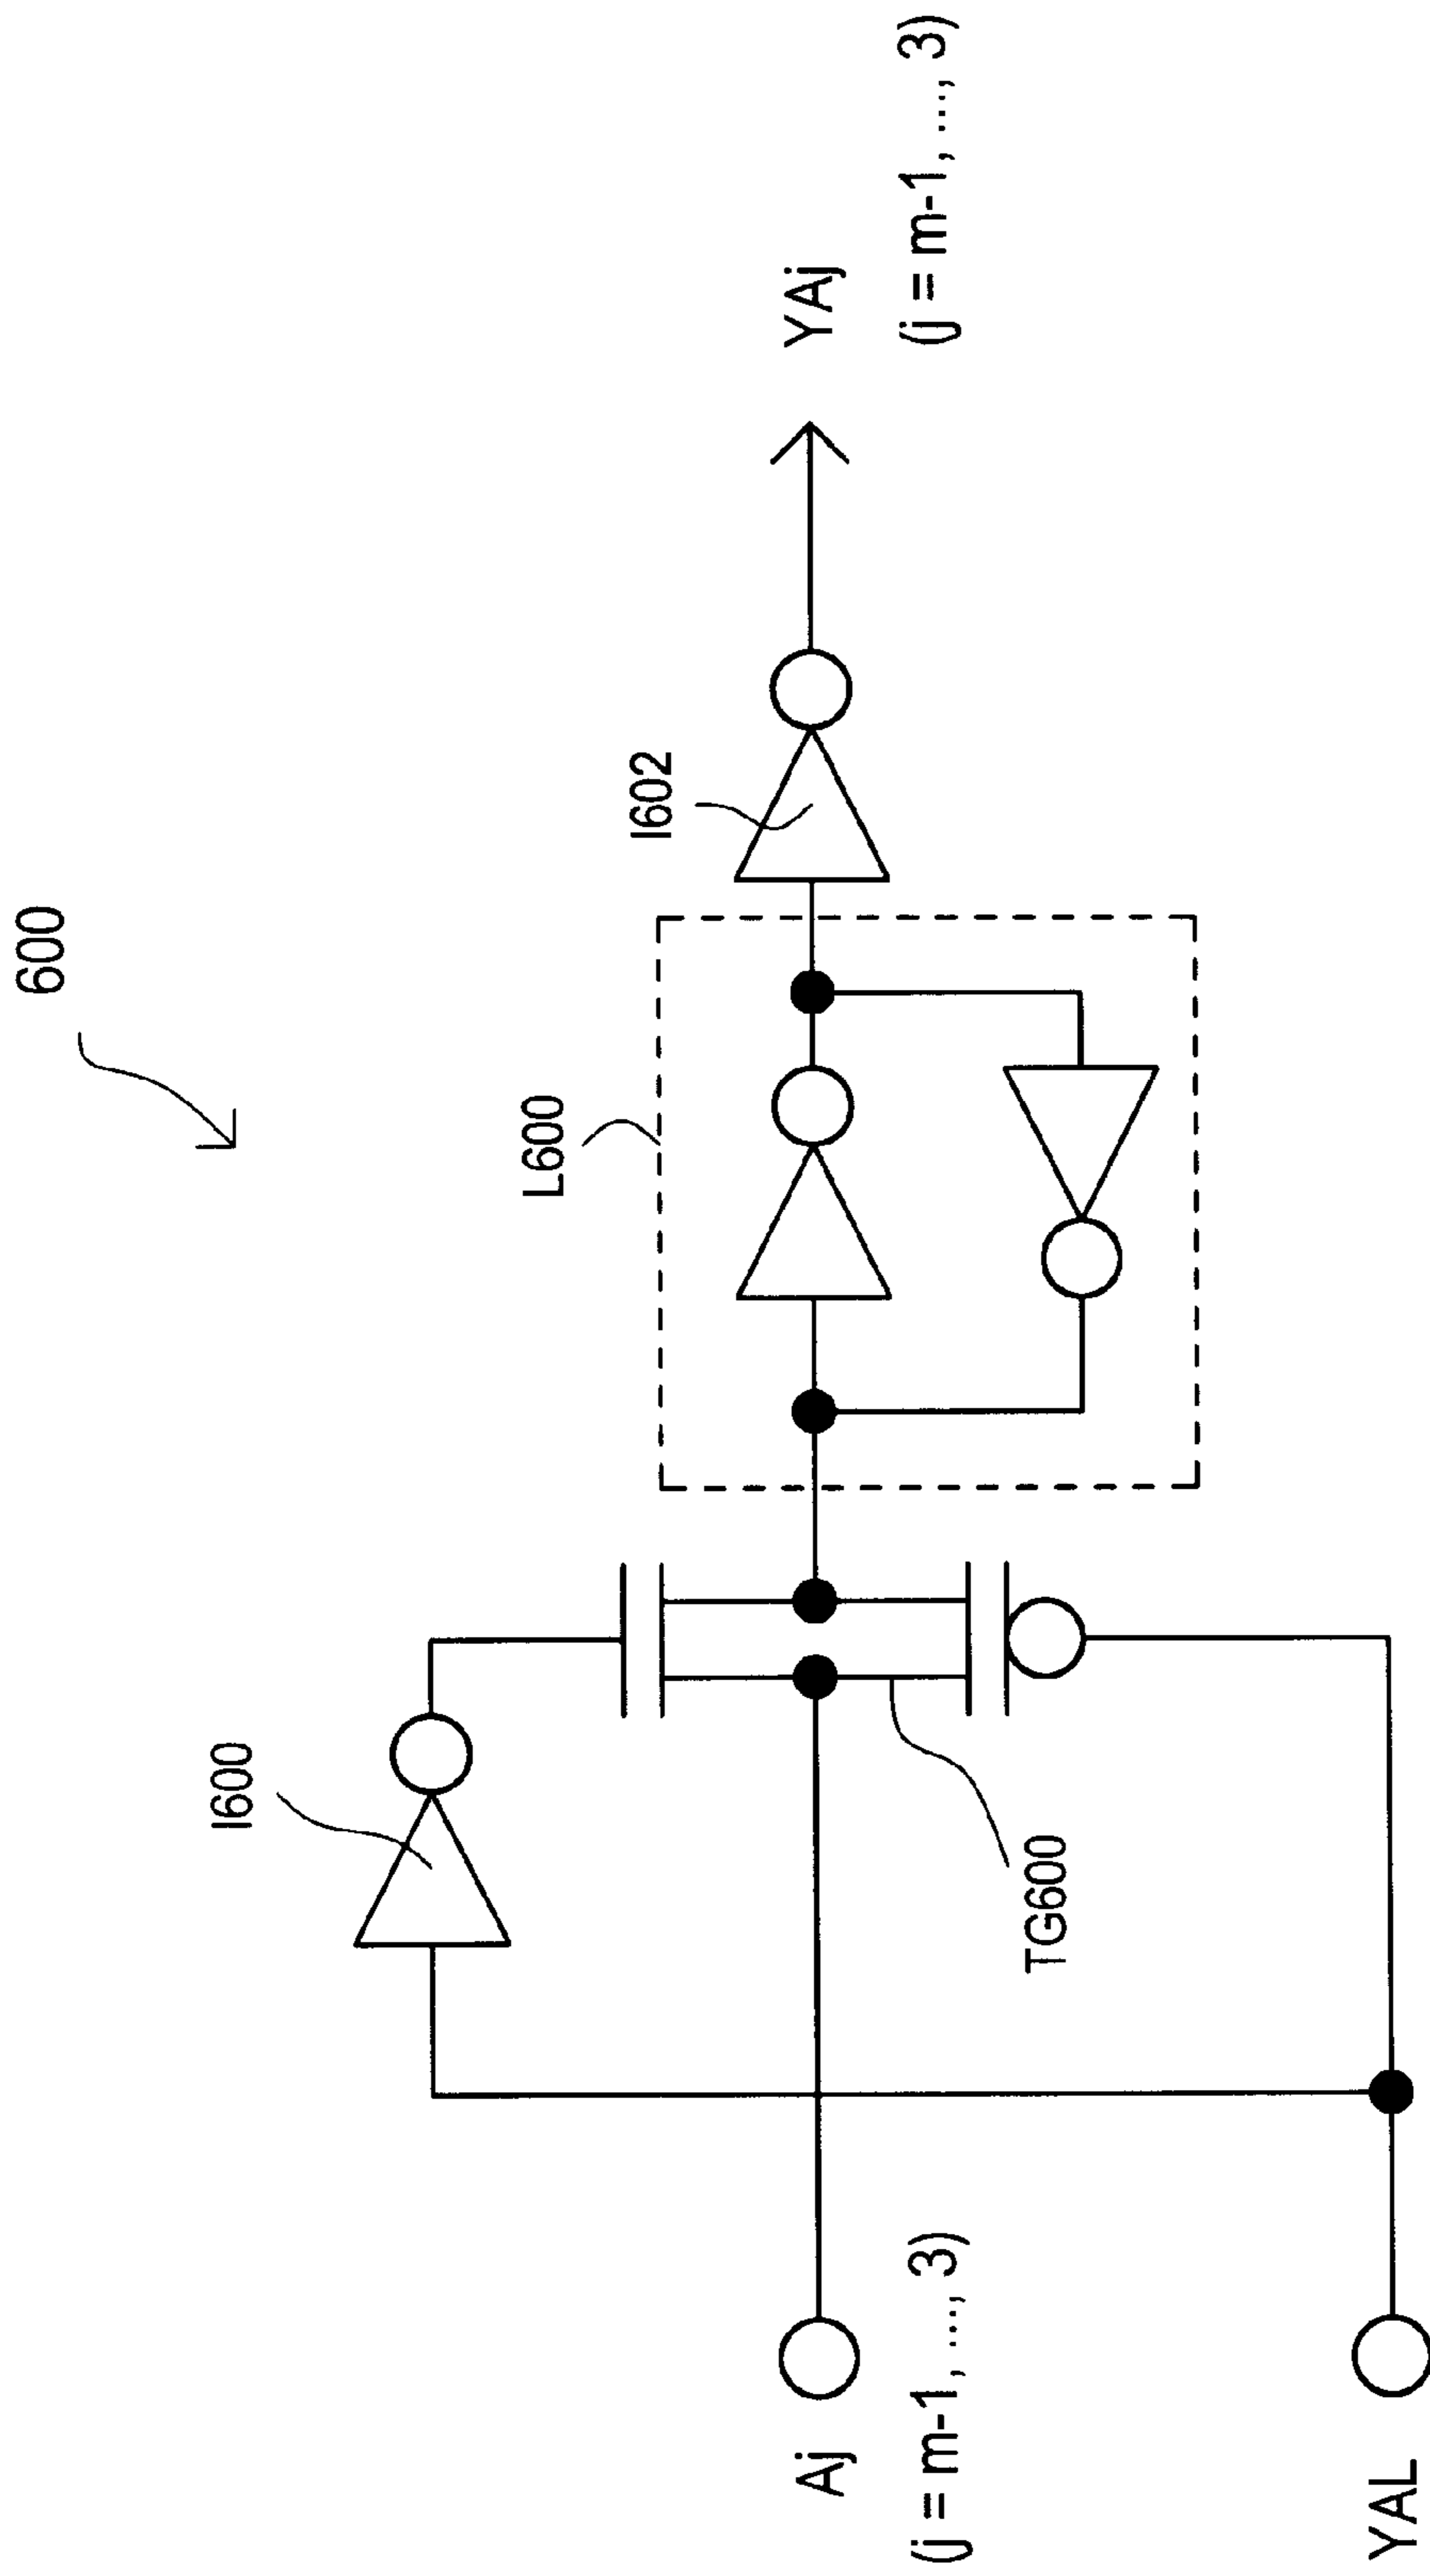 600
I600
L600
I602
Aj
(j = m-1, ..., 3)
TG600
YAj
(j = m-1, ..., 3)
YAL